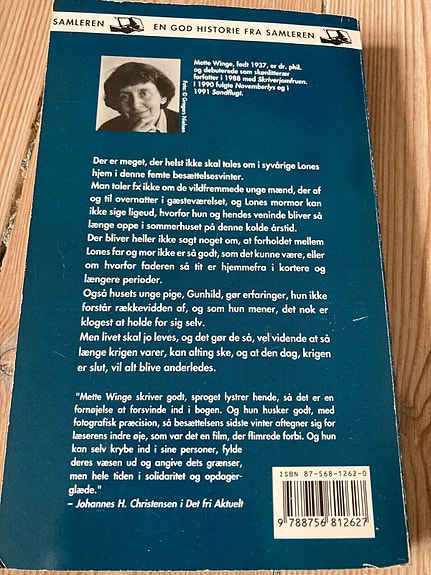 SAMLEREN EN GOD HISTORIE FRA SAMLEREN
Mette Winge, født 1937, er dr. phil.
og debuterede som skønlitterær
forfatter i 1988 med Skriverjomfruen.
I 1990 fulgte Novemberlys og i
1991 Sandflugt.
Foto: © Gregers Nielsen
Der er meget, der helst ikke skal tales om i syvårige Lones
hjem i denne femte besættelsesvinter.
Man taler fx ikke om de vildfremmede unge mænd, der af
og til overnatter i gæsteværelset, og Lones mormor kan
ikke sige ligeud, hvorfor hun og hendes veninde bliver så
længe oppe i sommerhuset på denne kolde årstid.
Der bliver heller ikke sagt noget om, at forholdet mellem
Lones far og mor ikke er så godt, som det kunne være, eller
om hvorfor faderen så tit er hjemmefra i kortere og
længere perioder.
Også husets unge pige, Gunhild, gør erfaringer, hun ikke
forstår rækkevidden af, og som hun mener, det nok er
klogest at holde for sig selv.
Men livet skal jo leves, og det gør de så, vel vidende at så
længe krigen varer, kan alting ske, og at den dag, krigen
er slut, vil alt blive anderledes.
"Mette Winge skriver godt, sproget lystrer hende, så det er en
fornøjelse at forsvinde ind i bogen. Og hun husker godt, med
fotografisk præcision, så besættelsens sidste vinter aftegner sig for
læserens indre øje, som var det en film, der flimrede forbi. Og hun
kan selv krybe ind i sine personer, fylde
deres væsen ud og angive dets grænser,
men hele tiden i solidaritet og opdager-
glæde."
– Johannes H. Christensen i Det fri Aktuelt
ISBN 87-568-1262-0
9 788756 812627